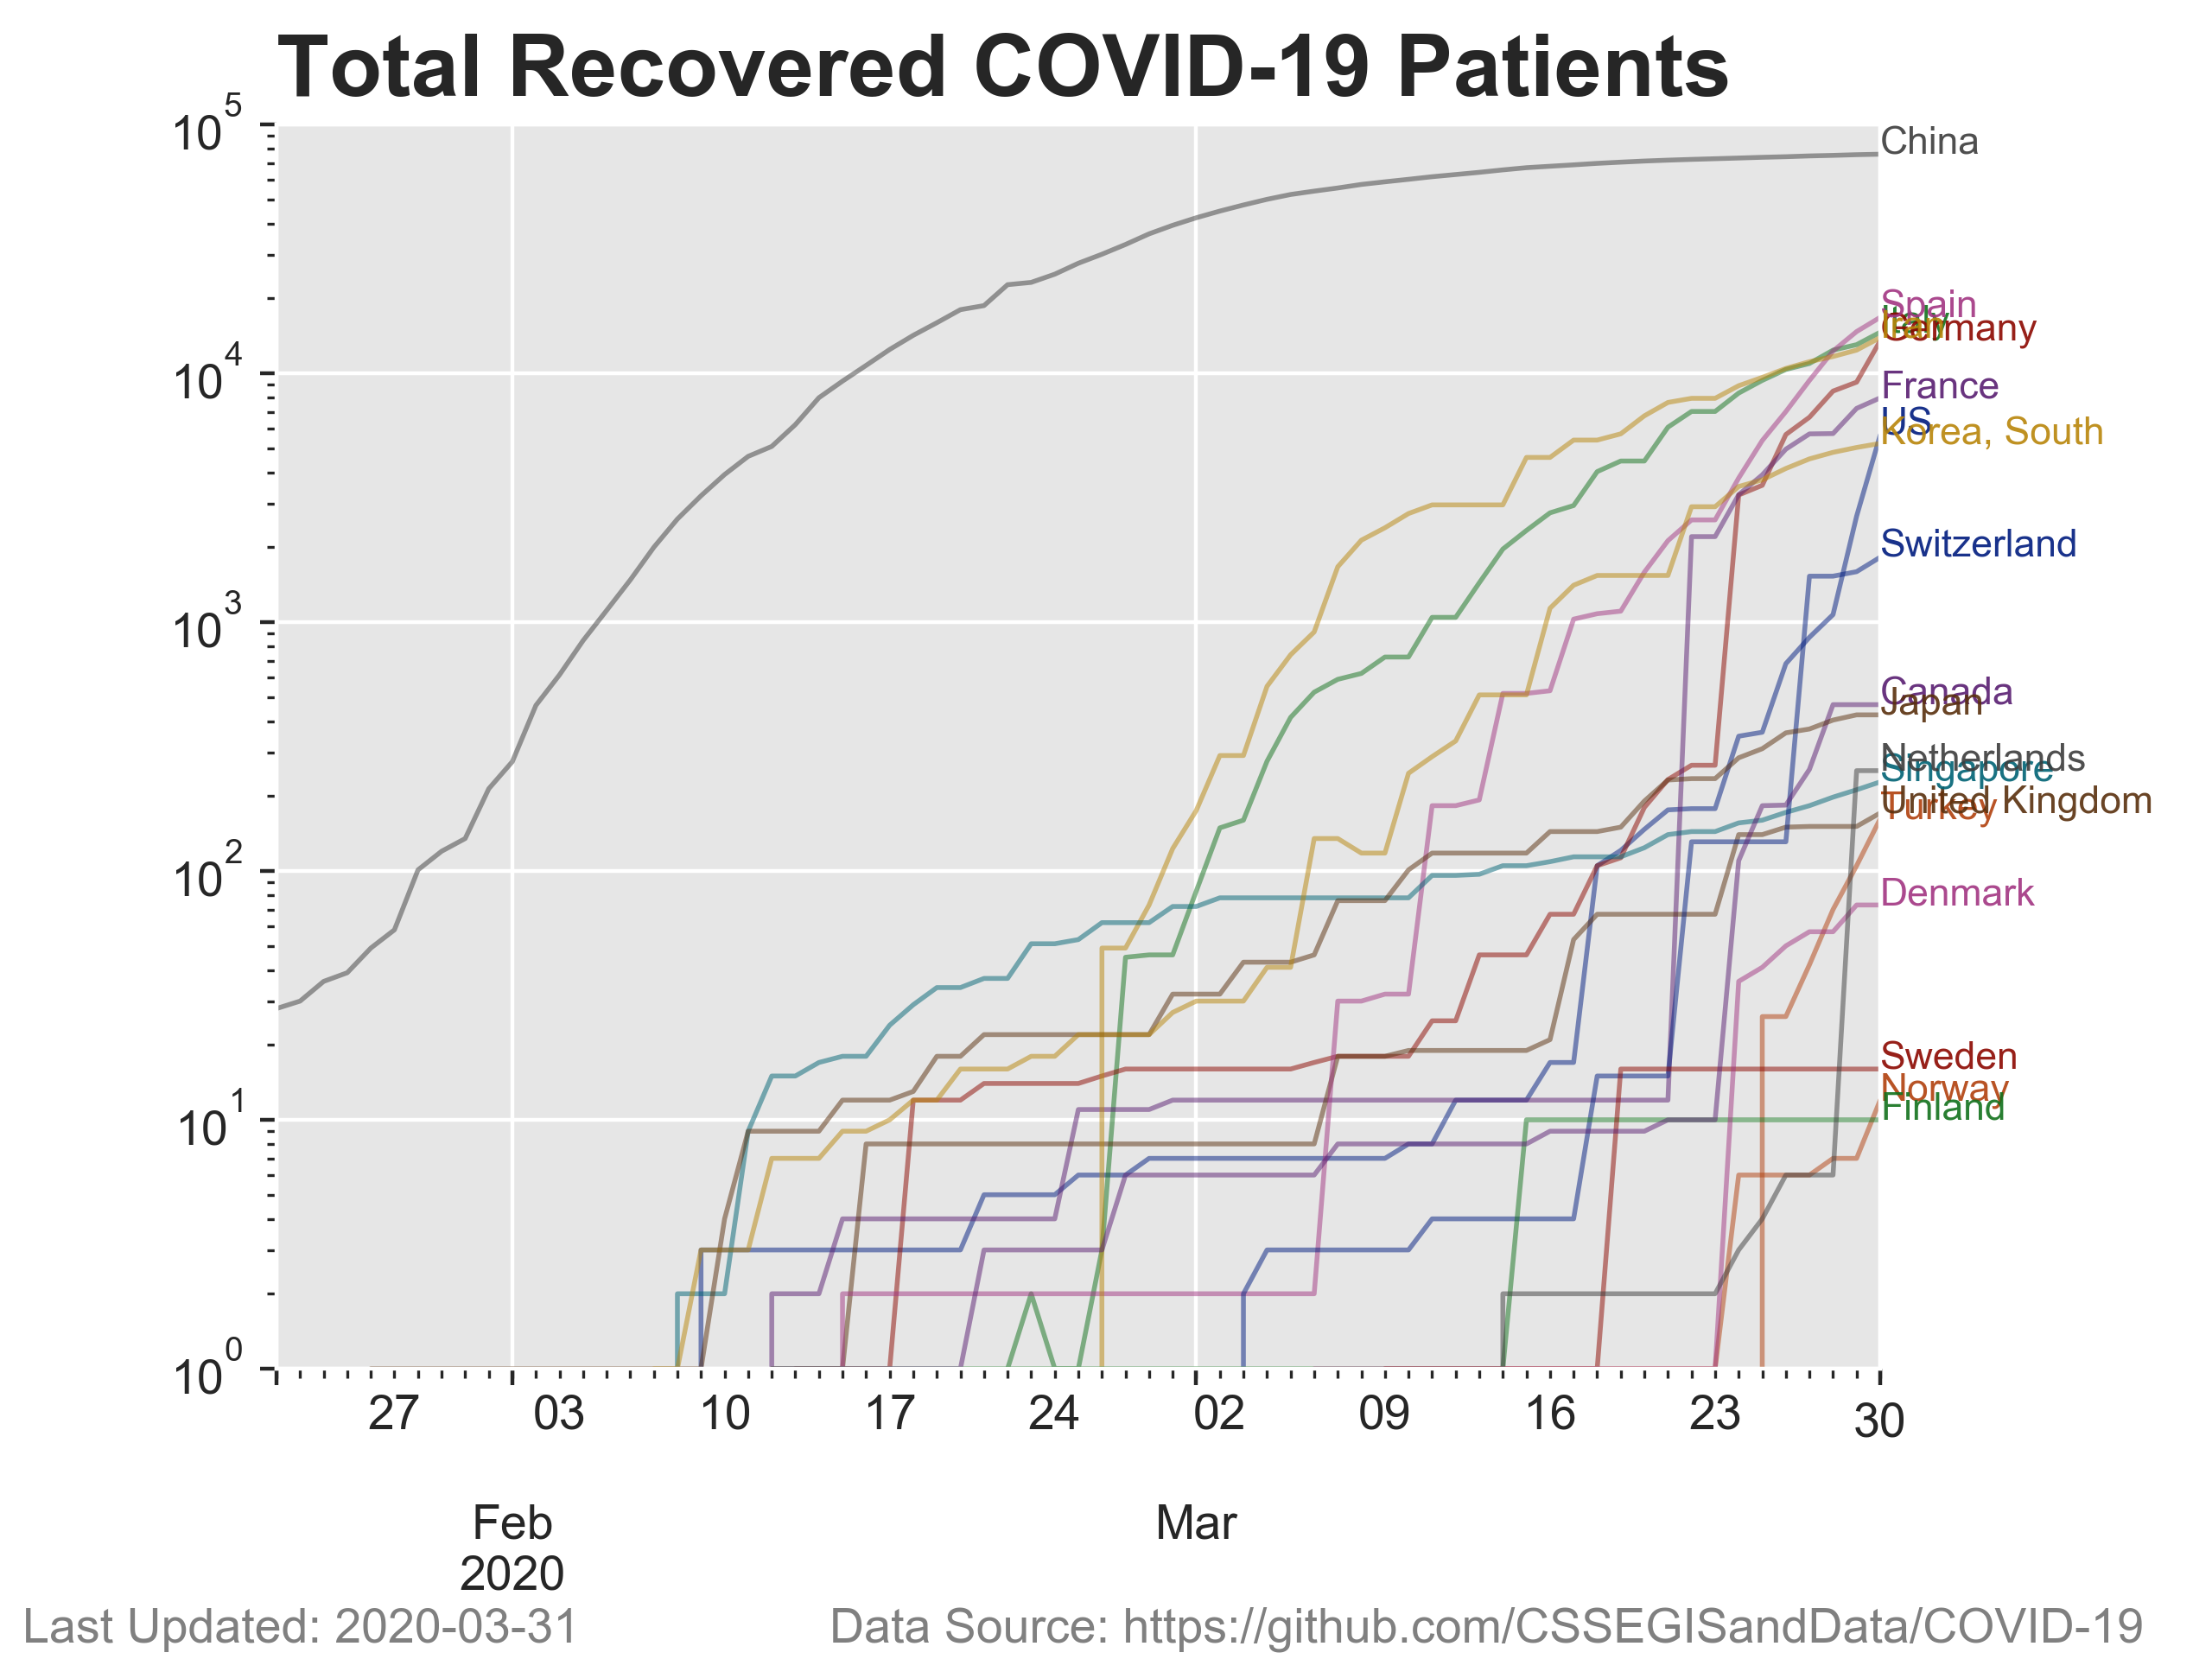 Total Recovered COVID-19 Patients
10^5
10^4
10^3
10^2
10^1
10^0
China
Spain
Italy
Iran
Germany
France
US
Korea, South
Switzerland
Canada
Japan
Netherlands
Singapore
United Kingdom
Turkey
Denmark
Sweden
Norway
Finland
27 03 10 17 24 02 09 16 23 30
Feb Mar
2020
Last Updated: 2020-03-31 Data Source: https://github.com/CSSEGISandData/COVID-19